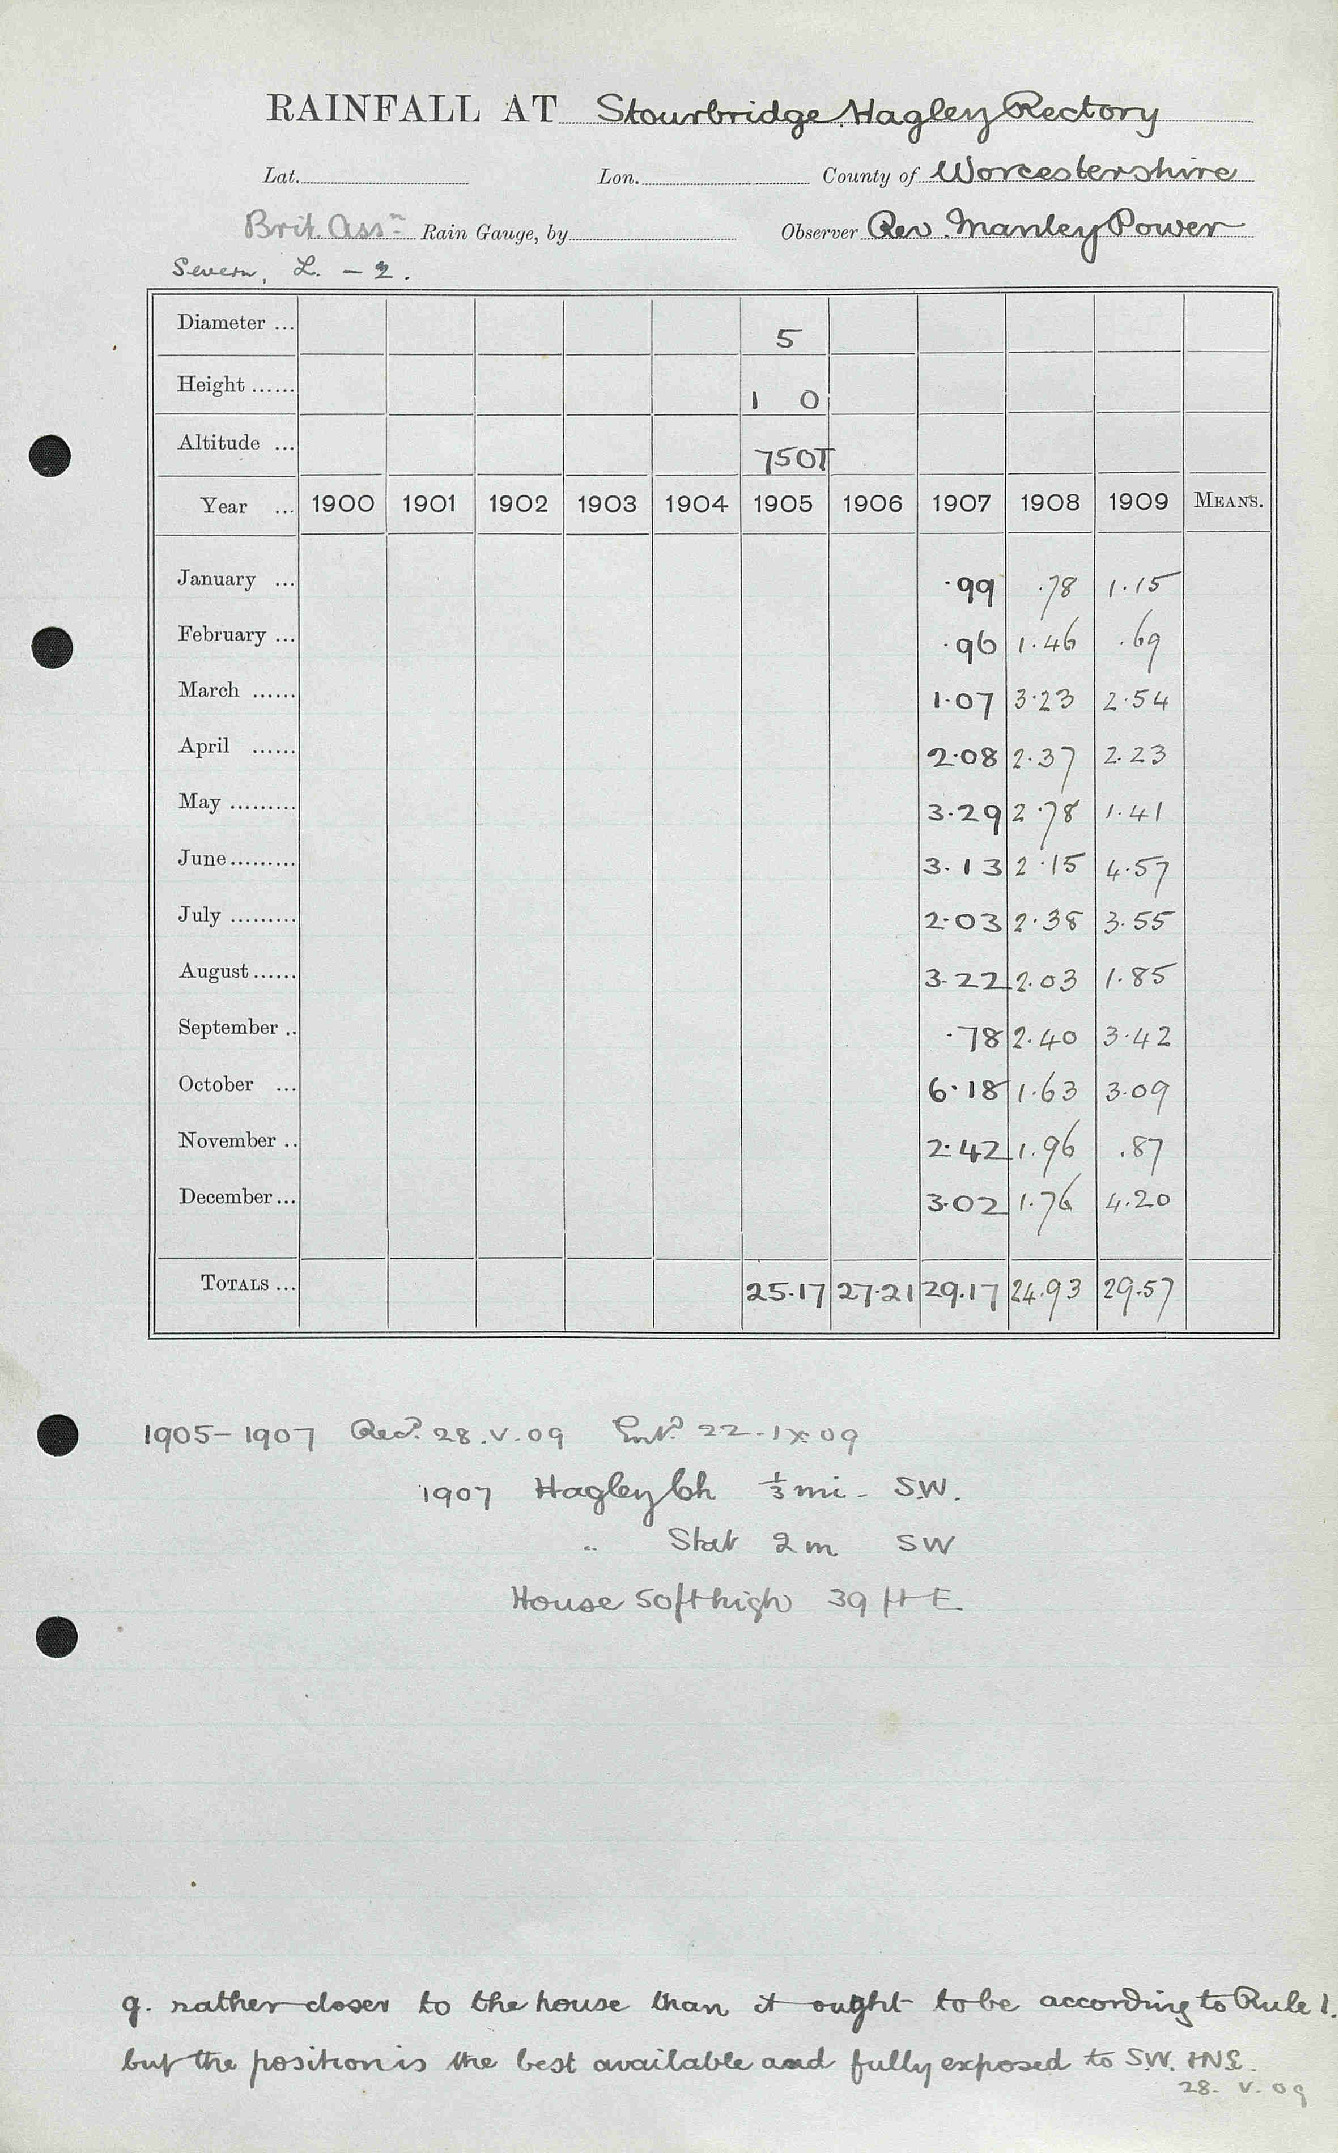 RAINFALL AT Stourbridge. Hagley Rectory
Lat. Lon. County of Worcestershire
Brit. Assn Rain Gauge, by Observer Rev. Manley Power
Severn, L. - 2.
Diameter ... 5
Height ...... 1 0
Altitude ... 750T
Year ... 1900 1901 1902 1903 1904 1905 1906 1907 1908 1909 MEANS.
January ... .99 .78 1.15
February ... .96 1.46 .69
March ...... 1.07 3.23 2.54
April ...... 2.08 2.37 2.23
May ......... 3.29 2.78 1.41
June ......... 3.13 2.15 4.57
July ......... 2.03 2.38 3.55
August ...... 3.22 2.03 1.85
September .. .78 2.40 3.42
October ... 6.18 1.63 3.09
November .. 2.42 1.96 .87
December ... 3.02 1.76 4.20
TOTALS ... 25.17 27.21 29.17 24.93 29.57
1905-1907 Recd. 28.V.09 Entd. 22.IX.09
1907 Hagley Ch 1/3 mi- S.W.
" Stat 2m SW
House 50ft high 39 ft E.
g. rather closer to the house than it ought to be according to Rule 1.
but the position is the best available and fully exposed to S.W. + N.E.
28. V. 09